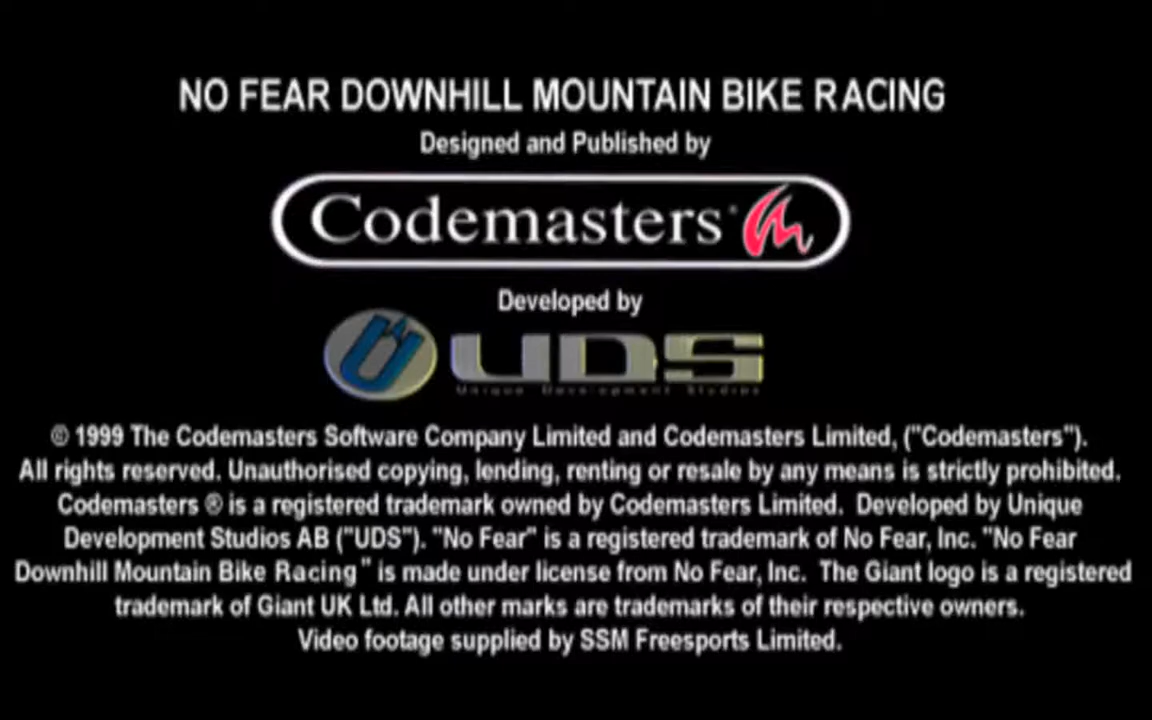 NO FEAR DOWNHILL MOUNTAIN BIKE RACING
Designed and Published by
Codemasters®
Developed by
UDS
Unique Development Studios
© 1999 The Codemasters Software Company Limited and Codemasters Limited, ("Codemasters").
All rights reserved. Unauthorised copying, lending, renting or resale by any means is strictly prohibited.
Codemasters ® is a registered trademark owned by Codemasters Limited. Developed by Unique
Development Studios AB ("UDS"). "No Fear" is a registered trademark of No Fear, Inc. "No Fear
Downhill Mountain Bike Racing" is made under license from No Fear, Inc. The Giant logo is a registered
trademark of Giant UK Ltd. All other marks are trademarks of their respective owners.
Video footage supplied by SSM Freesports Limited.